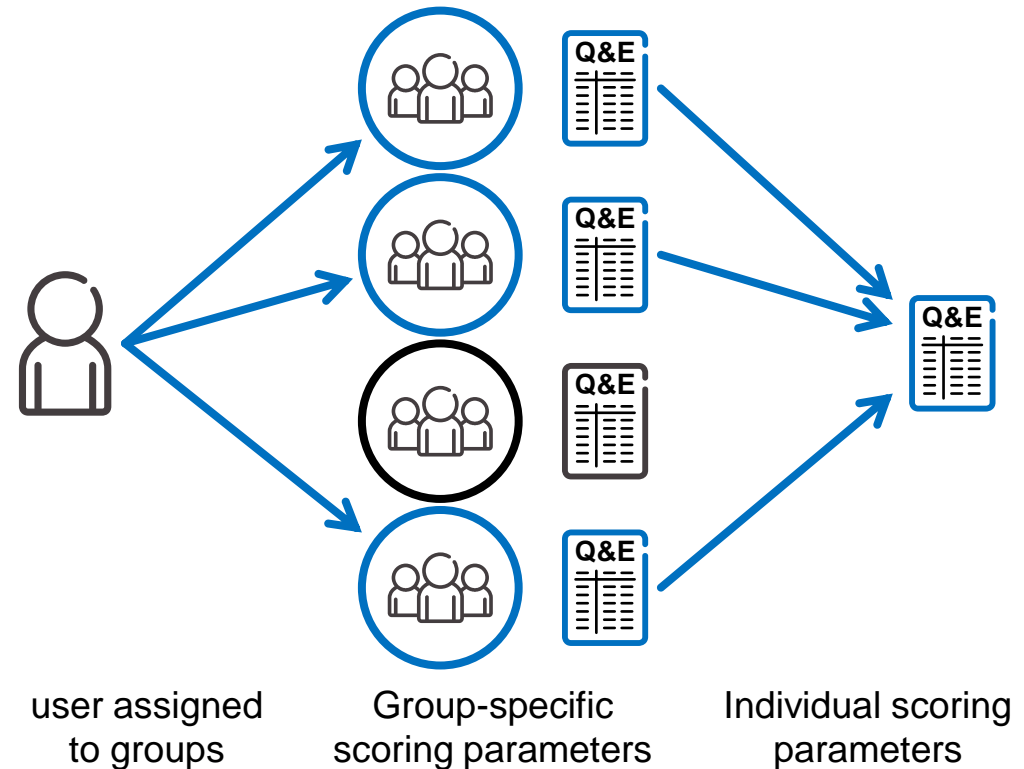 Q&E
Q&E
Q&E
Q&E
Q&E
user assigned
to groups
Group-specific
scoring parameters
Individual scoring
parameters